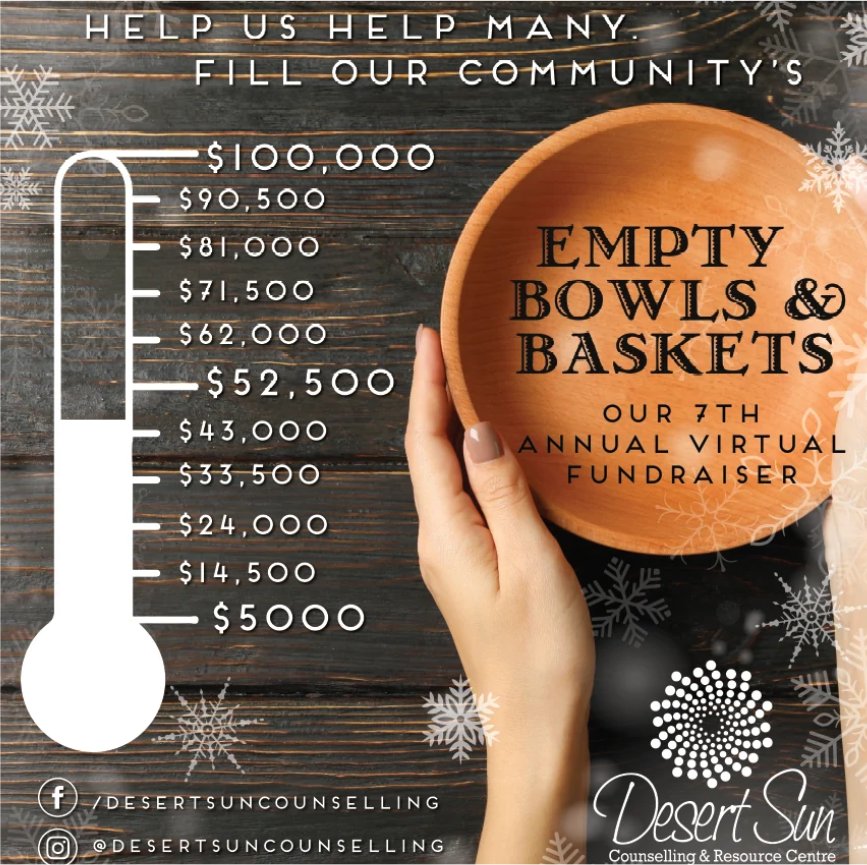 HELP US HELP MANY.
FILL OUR COMMUNITY'S
$100,000
$90,500
$81,000
$71,500
$62,000
$52,500
$43,000
$33,500
$24,000
$14,500
$5000
EMPTY
BOWLS &
BASKETS
OUR 7TH
ANNUAL VIRTUAL
FUNDRAISER
/DESERTSUNCOUNSELLING
@DESERTSUNCOUNSELLING
Desert Sun
Counselling & Resource Centre